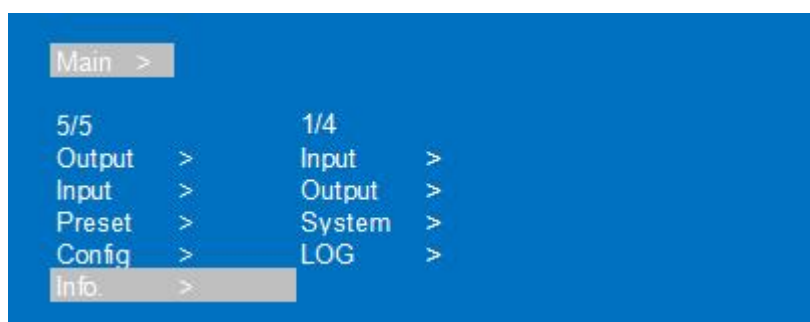 Main >
5/5 1/4
Output > Input >
Input > Output >
Preset > System >
Config > LOG >
Info. >